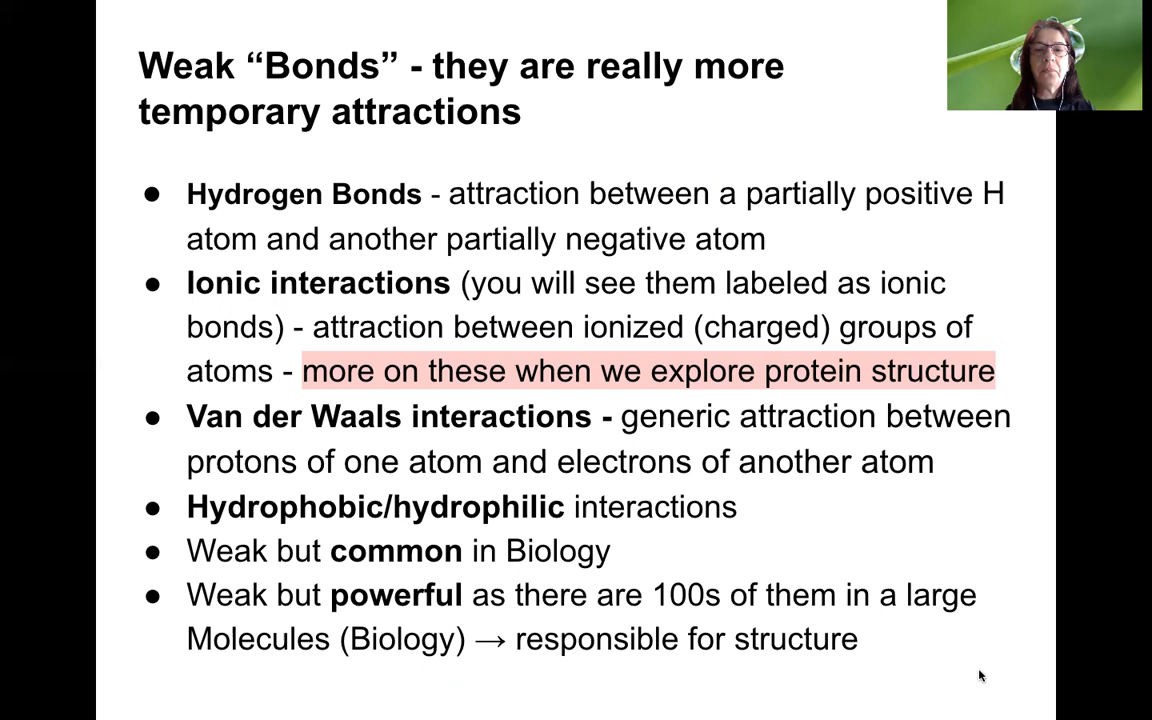 Weak “Bonds” - they are really more
temporary attractions
● Hydrogen Bonds - attraction between a partially positive H
atom and another partially negative atom
● Ionic interactions (you will see them labeled as ionic
bonds) - attraction between ionized (charged) groups of
atoms - more on these when we explore protein structure
● Van der Waals interactions - generic attraction between
protons of one atom and electrons of another atom
● Hydrophobic/hydrophilic interactions
● Weak but common in Biology
● Weak but powerful as there are 100s of them in a large
Molecules (Biology) → responsible for structure